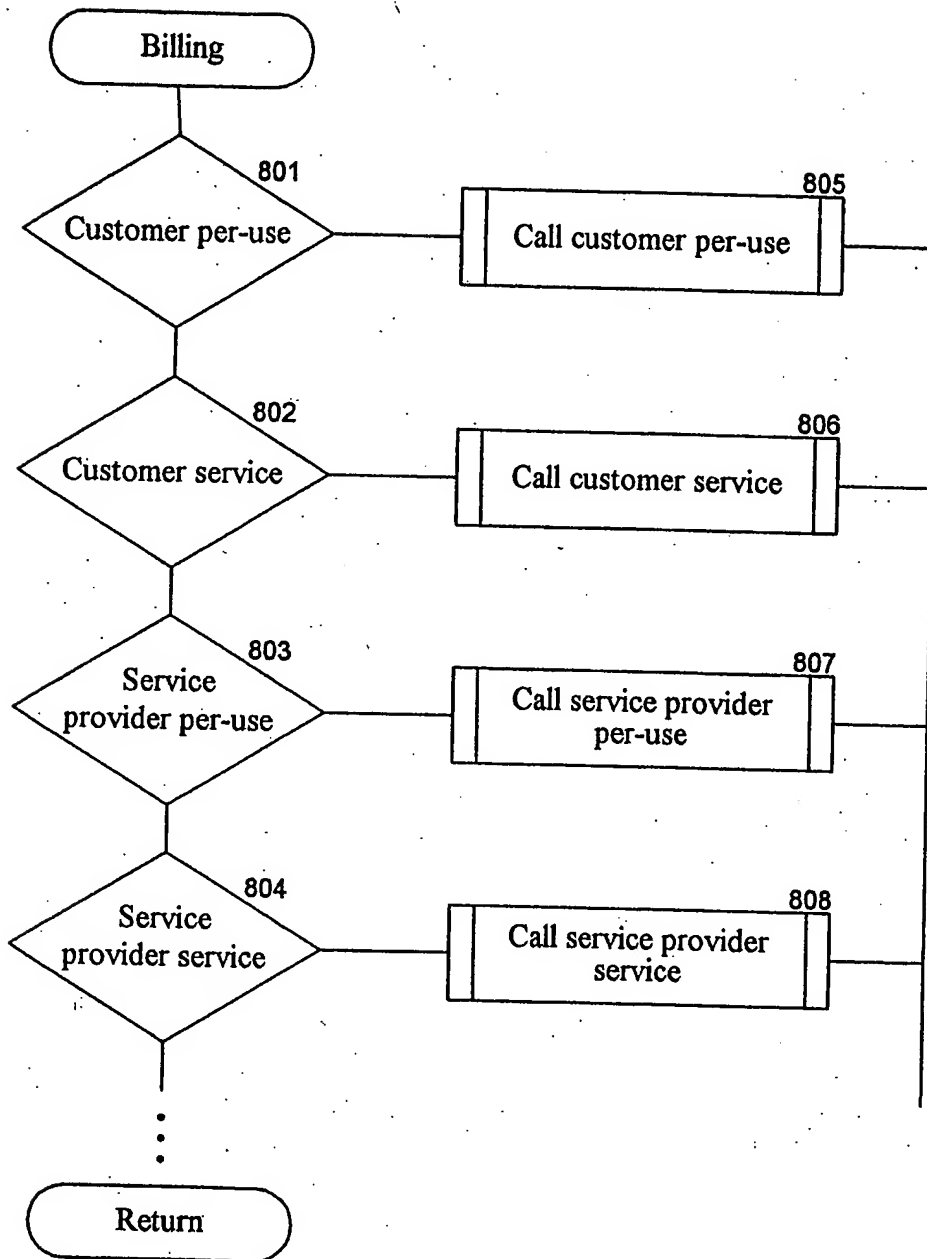 Billing
801
Customer per-use
805
Call customer per-use
802
Customer service
806
Call customer service
803
Service
provider per-use
807
Call service provider
per-use
804
Service
provider service
808
Call service provider
service
Return